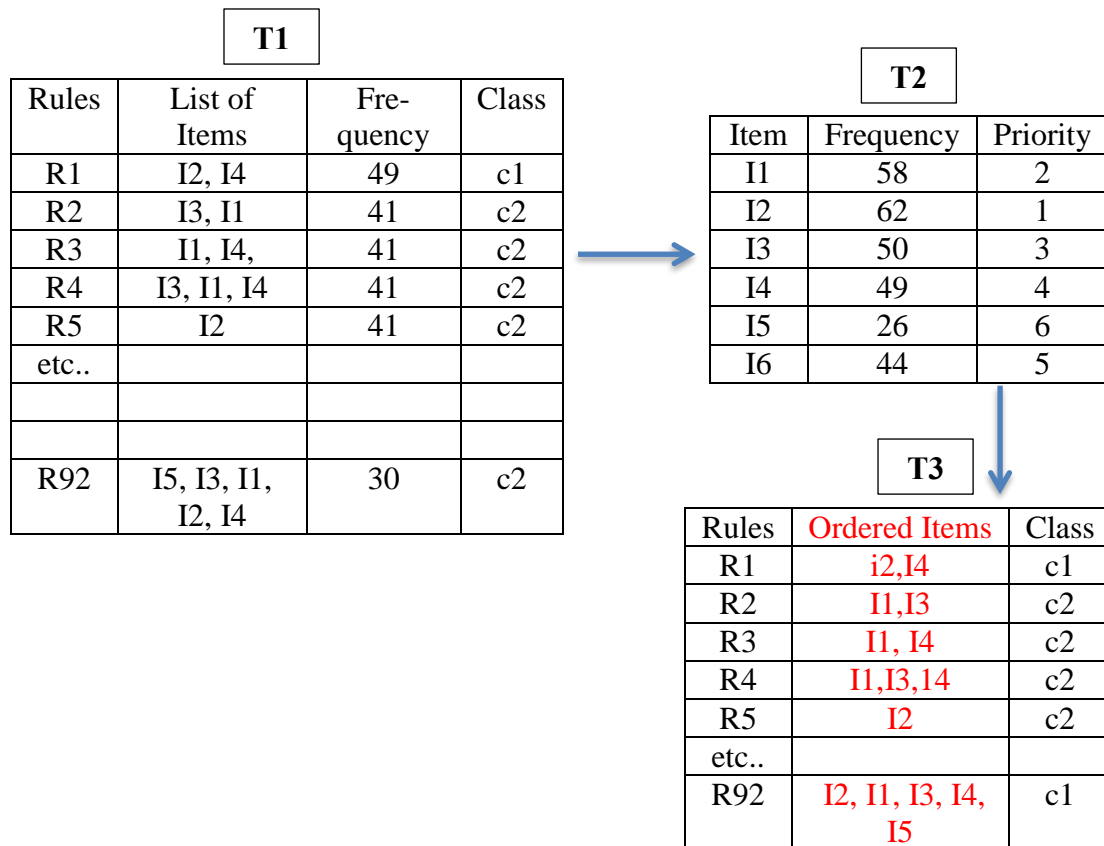 T1
Rules List of Items Fre-quency Class
R1 I2, I4 49 c1
R2 I3, I1 41 c2
R3 I1, I4, 41 c2
R4 I3, I1, I4 41 c2
R5 I2 41 c2
etc..
R92 I5, I3, I1, I2, I4 30 c2
T2
Item Frequency Priority
I1 58 2
I2 62 1
I3 50 3
I4 49 4
I5 26 6
I6 44 5
T3
Rules Ordered Items Class
R1 i2,I4 c1
R2 I1,I3 c2
R3 I1, I4 c2
R4 I1,I3,14 c2
R5 I2 c2
etc..
R92 I2, I1, I3, I4, I5 c1